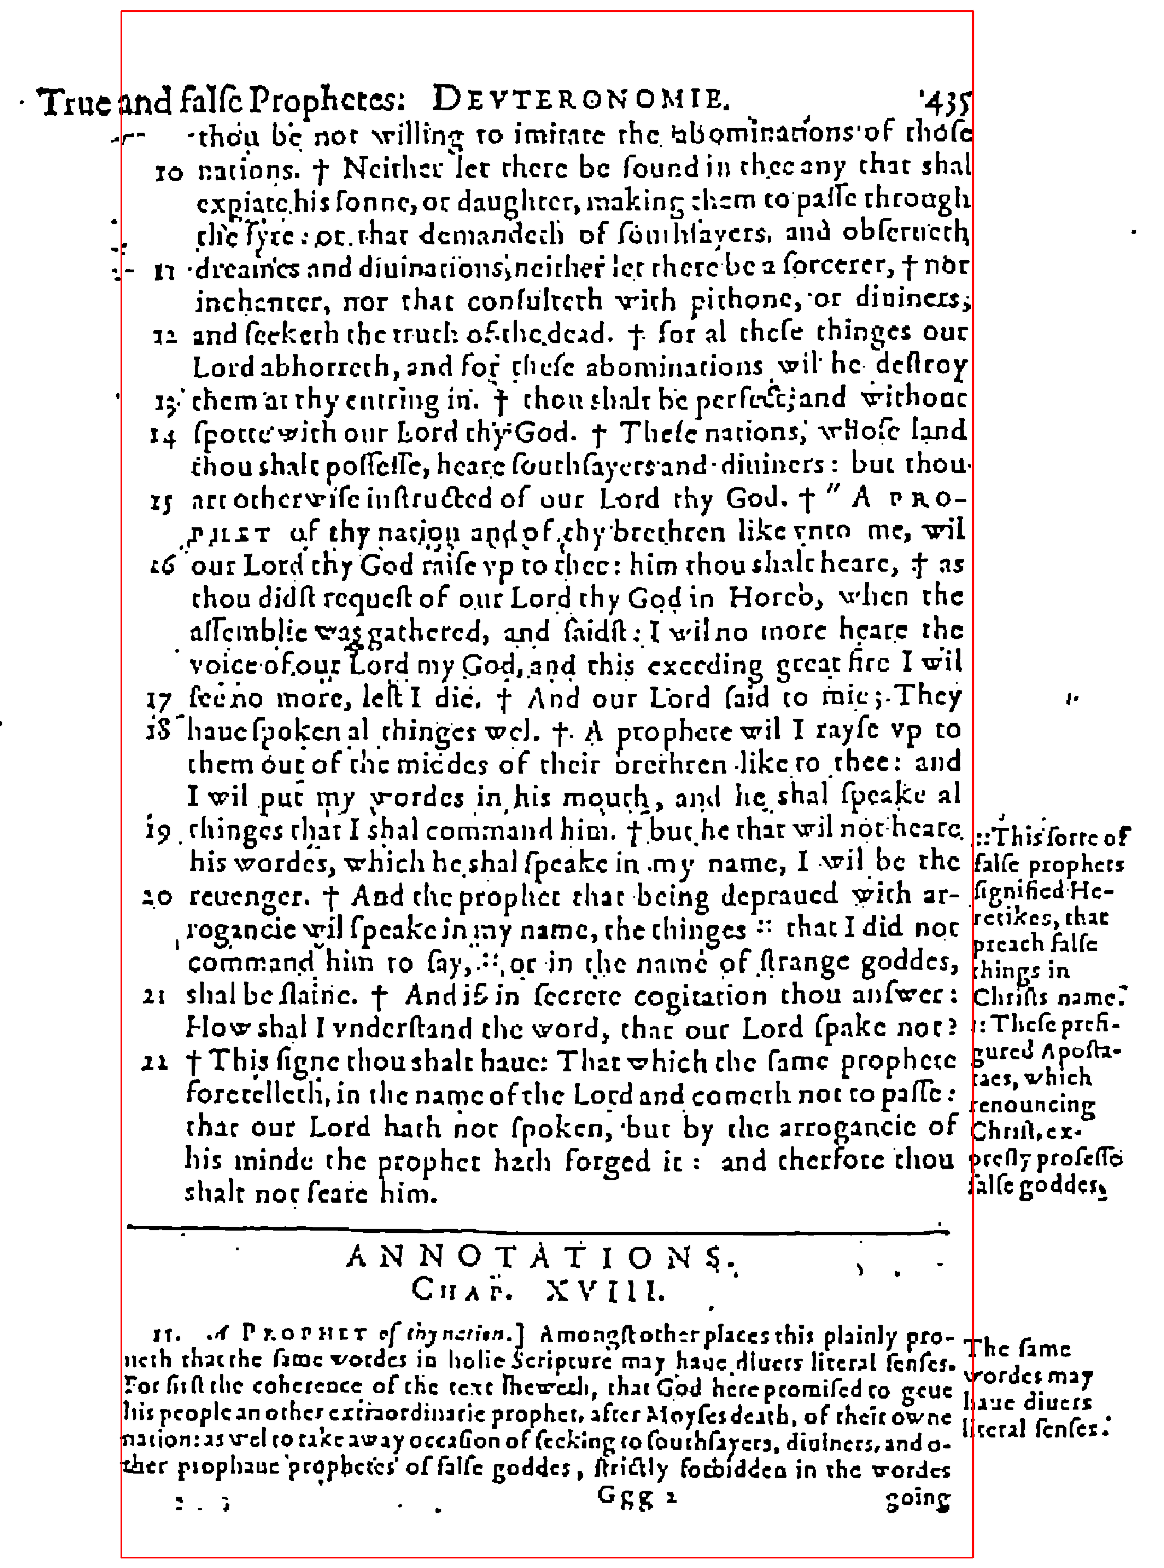 True and false Prophetes: DEVTERONOMIE. 435
thou be not willing to imitate the abominations of those
10 nations. † Neither let there be found in thee any that shal
expiate his sonne, or daughter, making them to passe through
the fyre: or that demandeth of southsayers, and obserueth
11 dreames and diuinations, neither let there be a sorcerer, † nor
inchanter, nor that consulteth with pithone, or diuiners,
12 and seeketh the truth of the dead. † for al these thinges our
Lord abhorreth, and for these abominations wil he destroy
13 them at thy entring in. † thou shalt be perfect, and without
14 spotte with our Lord thy God. † These nations, whose land
thou shalt possesse, heare southsayers and diuiners: but thou
15 art otherwise instructed of our Lord thy God. † " A PRO-
PHET of thy nation and of thy brethren like vnto me, wil
16 our Lord thy God raise vp to thee: him thou shalt heare, † as
thou didst request of our Lord thy God in Horeb, when the
assemblie was gathered, and saidst: I wil no more heare the
voice of our Lord my God, and this exceding great fire I wil
17 see no more, lest I die. † And our Lord said to me; They
18 haue spoken al thinges wel. † A prophete wil I rayse vp to
them out of the middes of their brethren like to thee: and
I wil put my wordes in his mouth, and he shal speake al
19 thinges that I shal command him. † but he that wil not heare
his wordes, which he shal speake in my name, I wil be the
20 reuenger. † And the prophet that being depraued with ar-
rogancie wil speake in my name, the thinges :: that I did not
command him to say, :: or in the name of strange goddes,
21 shal be slaine. † And if in secrete cogitation thou answer:
How shal I vnderstand the word, that our Lord spake not?
22 † This signe thou shalt haue: That which the same prophete
foretelleth, in the name of the Lord and cometh not to passe:
that our Lord hath not spoken, but by the arrogancie of
his minde the prophet hath forged it: and therfore thou
shalt not feare him.
::This sorte of
false prophets
signified He-
retikes, that
preach false
things in
Christs name.
::These prefi-
gured Aposta-
taes, which
renouncing
Christ, ex-
presly professe
false goddes.
ANNOTATIONS.
CHAP. XVIII.
15. A PROPHET of thy nation.] Amongst other places this plainly pro-
ueth that the same wordes in holie Scripture may haue diuers literal senses.
For first the coherence of the text sheweth, that God here promised to geue
his people an other extraordinarie prophet, after Moyses death, of their owne
nation: as wel to take away occasion of seeking to southsayers, diuiners, and o-
ther prophane prophetes of false goddes, strictly forbidden in the wordes
The same
wordes may
haue diuers
literal senses.
Ggg 2 going